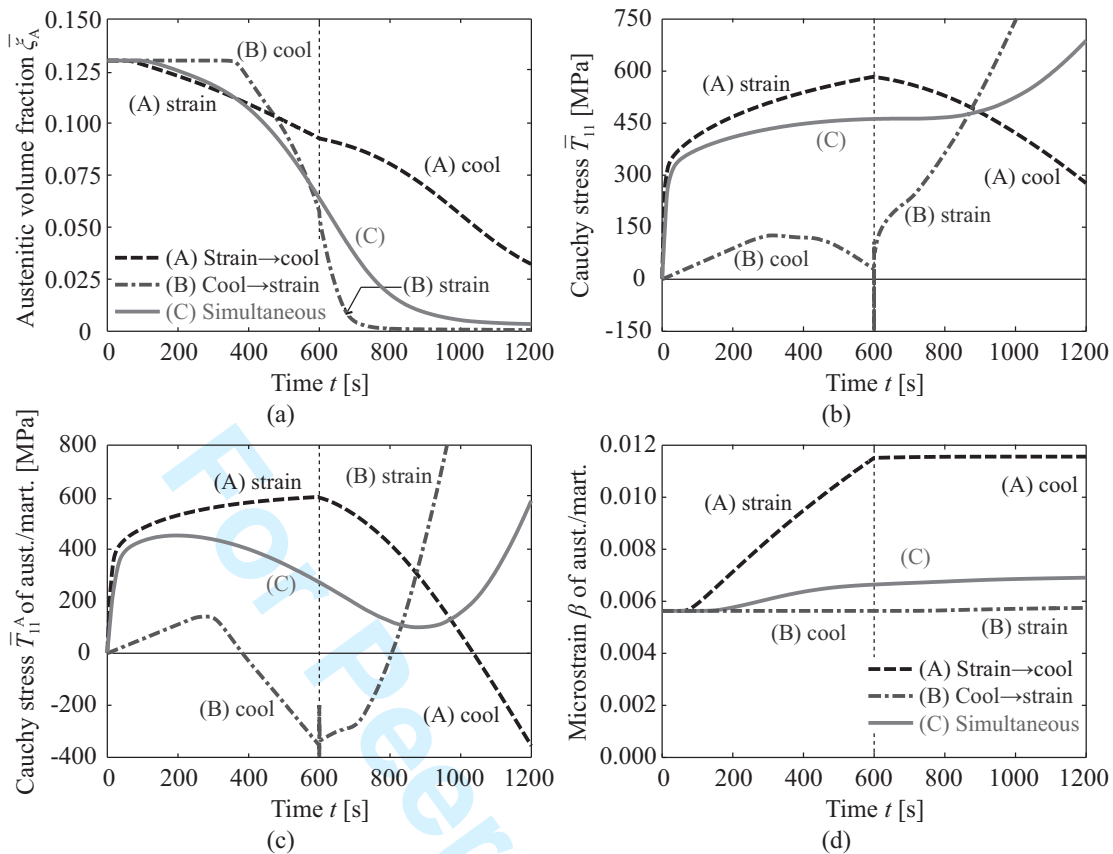 Austenitic volume fraction ξ̄_A
0.150
0.125
0.100
0.075
0.050
0.025
0
(B) cool
(A) strain
(A) cool
(C)
(B) strain
(A) Strain→cool
(B) Cool→strain
(C) Simultaneous
0 200 400 600 800 1000 1200
Time t [s]
(a)
Cauchy stress T̄₁₁ [MPa]
750
600
450
300
150
0
-150
(A) strain
(C)
(A) cool
(B) strain
(B) cool
0 200 400 600 800 1000 1200
Time t [s]
(b)
Cauchy stress T̄₁₁^A of aust./mart. [MPa]
800
600
400
200
0
-200
-400
(A) strain
(B) strain
(C)
(B) cool
(A) cool
0 200 400 600 800 1000 1200
Time t [s]
(c)
Microstrain β of aust./mart.
0.012
0.010
0.008
0.006
0.004
0.002
0.000
(A) strain
(A) cool
(C)
(B) cool
(B) strain
(A) Strain→cool
(B) Cool→strain
(C) Simultaneous
0 200 400 600 800 1000 1200
Time t [s]
(d)
For Peer